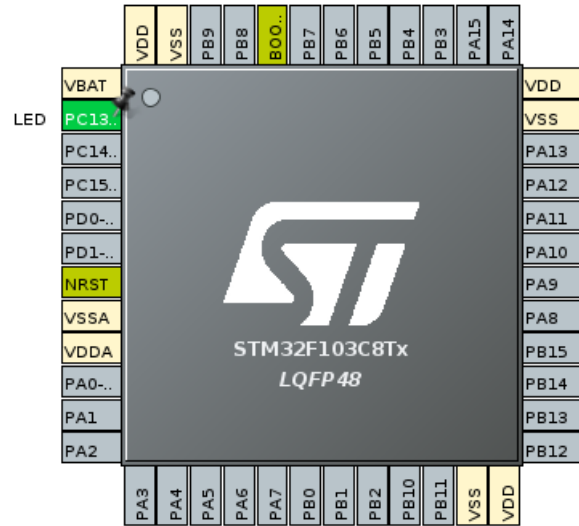 VDD
VSS
PB9
PB8
BOO..
PB7
PB6
PB5
PB4
PB3
PA15
PA14
VBAT
LED
PC13..
PC14..
PC15..
PD0-..
PD1-..
NRST
VSSA
VDDA
PA0-..
PA1
PA2
VDD
VSS
PA13
PA12
PA11
PA10
PA9
PA8
PB15
PB14
PB13
PB12
ST
STM32F103C8Tx
LQFP48
PA3
PA4
PA5
PA6
PA7
PB0
PB1
PB2
PB10
PB11
VSS
VDD